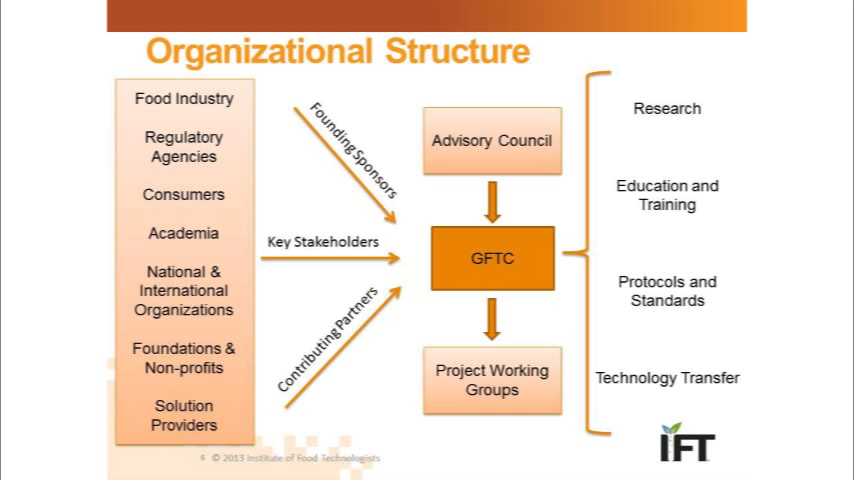 Organizational Structure
Food Industry
Regulatory
Agencies
Consumers
Academia
National &
International
Organizations
Foundations &
Non-profits
Solution
Providers
Founding Sponsors
Key Stakeholders
Contributing Partners
Advisory Council
GFTC
Project Working
Groups
Research
Education and
Training
Protocols and
Standards
Technology Transfer
6 © 2013 Institute of Food Technologists
IFT